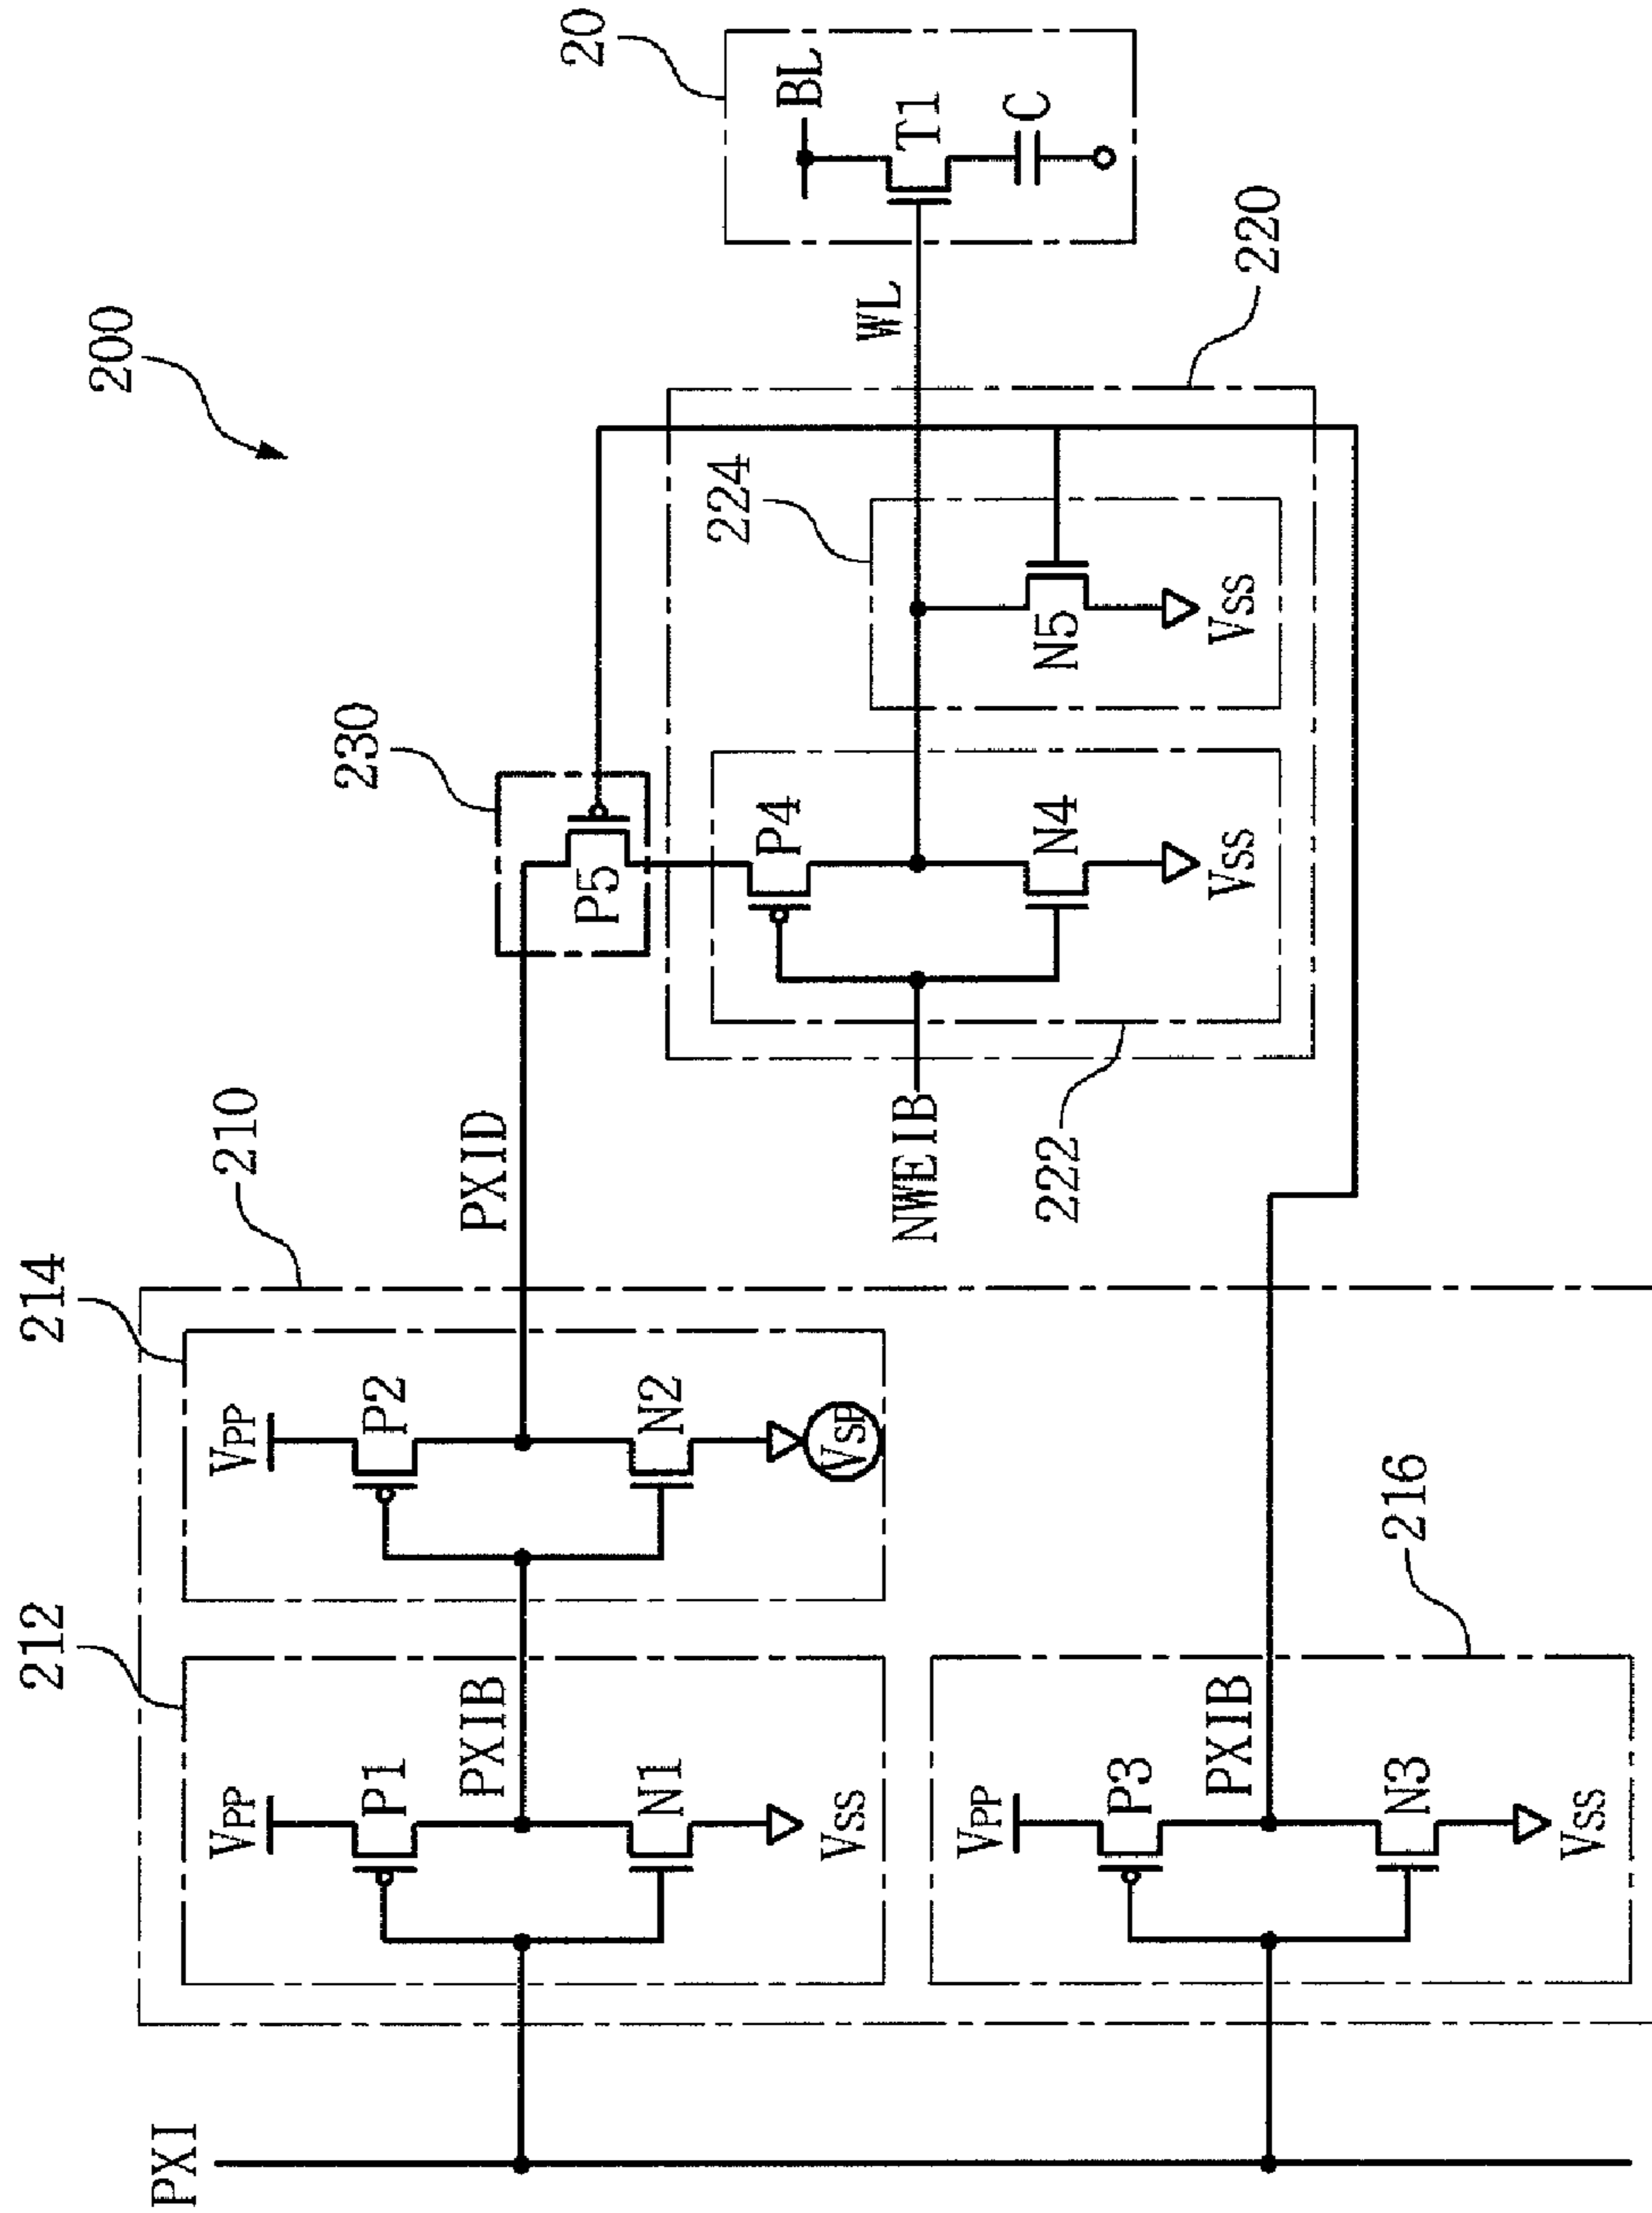 200
PXI
210
212
VPP
P1
PXIB
N1
VSS
214
VPP
P2
N2
VSP
PXID
216
VPP
P3
PXIB
N3
VSS
230
P5
220
222
NWEIB
P4
N4
VSS
224
N5
VSS
WL
20
BL
T1
C